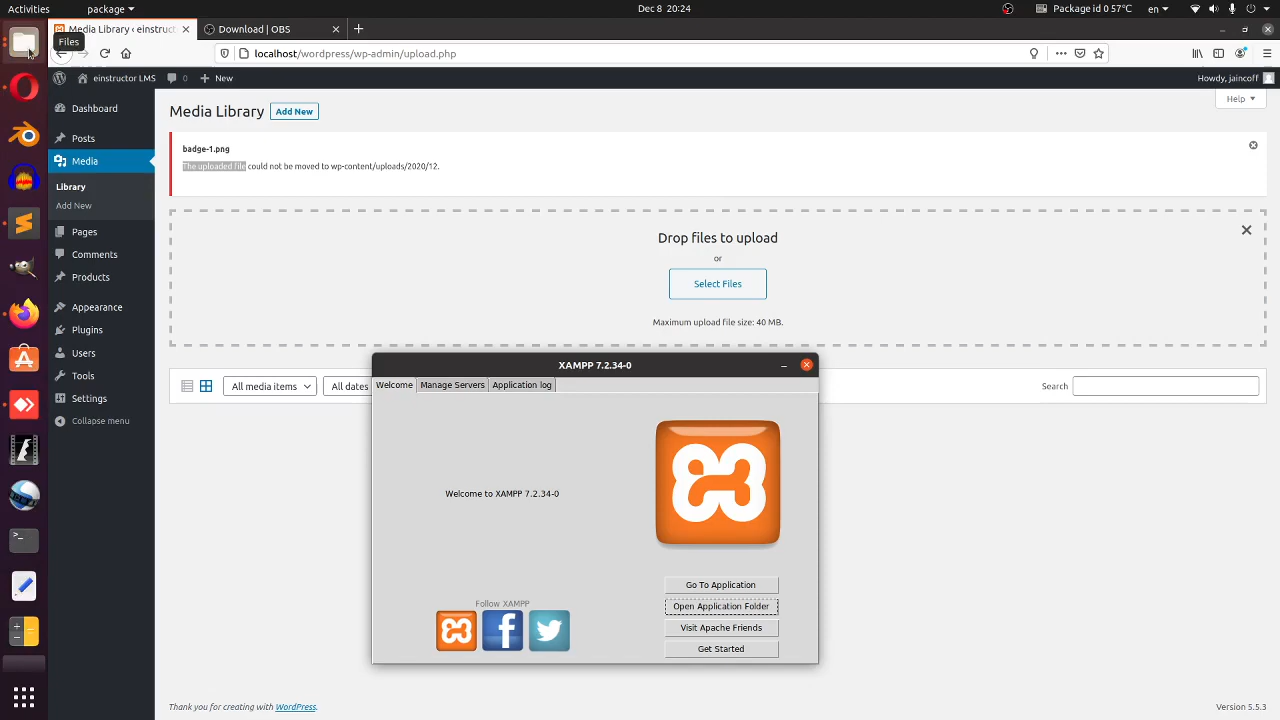 Activities
package
Dec 8 20:24
Package id 0 57°C
en
Media Library ‹ einstructor
Download | OBS
Files
localhost/wordpress/wp-admin/upload.php
einstructor LMS
0
New
Howdy, jaincoff
Dashboard
Posts
Media
Library
Add New
Pages
Comments
Products
Appearance
Plugins
Users
Tools
Settings
Collapse menu
Media Library
Add New
Help
badge-1.png
The uploaded file could not be moved to wp-content/uploads/2020/12.
Drop files to upload
or
Select Files
Maximum upload file size: 40 MB.
All media items
All dates
Search
XAMPP 7.2.34-0
Welcome
Manage Servers
Application log
Welcome to XAMPP 7.2.34-0
Go To Application
Open Application Folder
Visit Apache Friends
Get Started
Follow XAMPP
Thank you for creating with WordPress.
Version 5.5.3